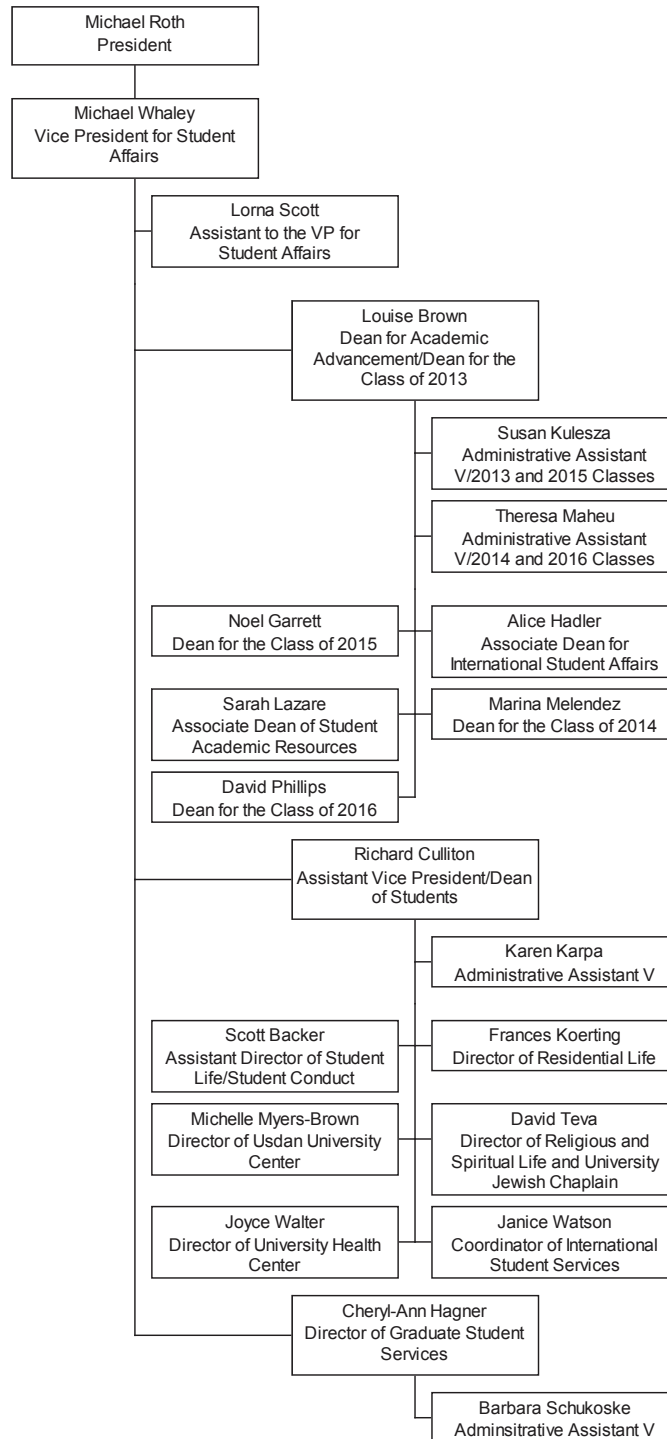 Michael Roth
President
Michael Whaley
Vice President for Student
Affairs
Lorna Scott
Assistant to the VP for
Student Affairs
Louise Brown
Dean for Academic
Advancement/Dean for the
Class of 2013
Susan Kulesza
Administrative Assistant
V/2013 and 2015 Classes
Theresa Maheu
Administrative Assistant
V/2014 and 2016 Classes
Noel Garrett
Dean for the Class of 2015
Alice Hadler
Associate Dean for
International Student Affairs
Sarah Lazare
Associate Dean of Student
Academic Resources
Marina Melendez
Dean for the Class of 2014
David Phillips
Dean for the Class of 2016
Richard Culliton
Assistant Vice President/Dean
of Students
Karen Karpa
Administrative Assistant V
Scott Backer
Assistant Director of Student
Life/Student Conduct
Frances Koerting
Director of Residential Life
Michelle Myers-Brown
Director of Usdan University
Center
David Teva
Director of Religious and
Spiritual Life and University
Jewish Chaplain
Joyce Walter
Director of University Health
Center
Janice Watson
Coordinator of International
Student Services
Cheryl-Ann Hagner
Director of Graduate Student
Services
Barbara Schukoske
Adminsitrative Assistant V